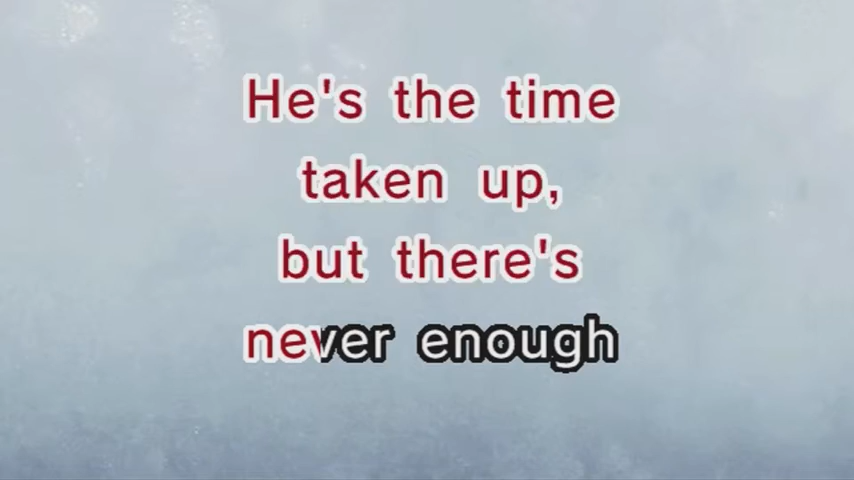 He's the time
taken up,
but there's
never enough